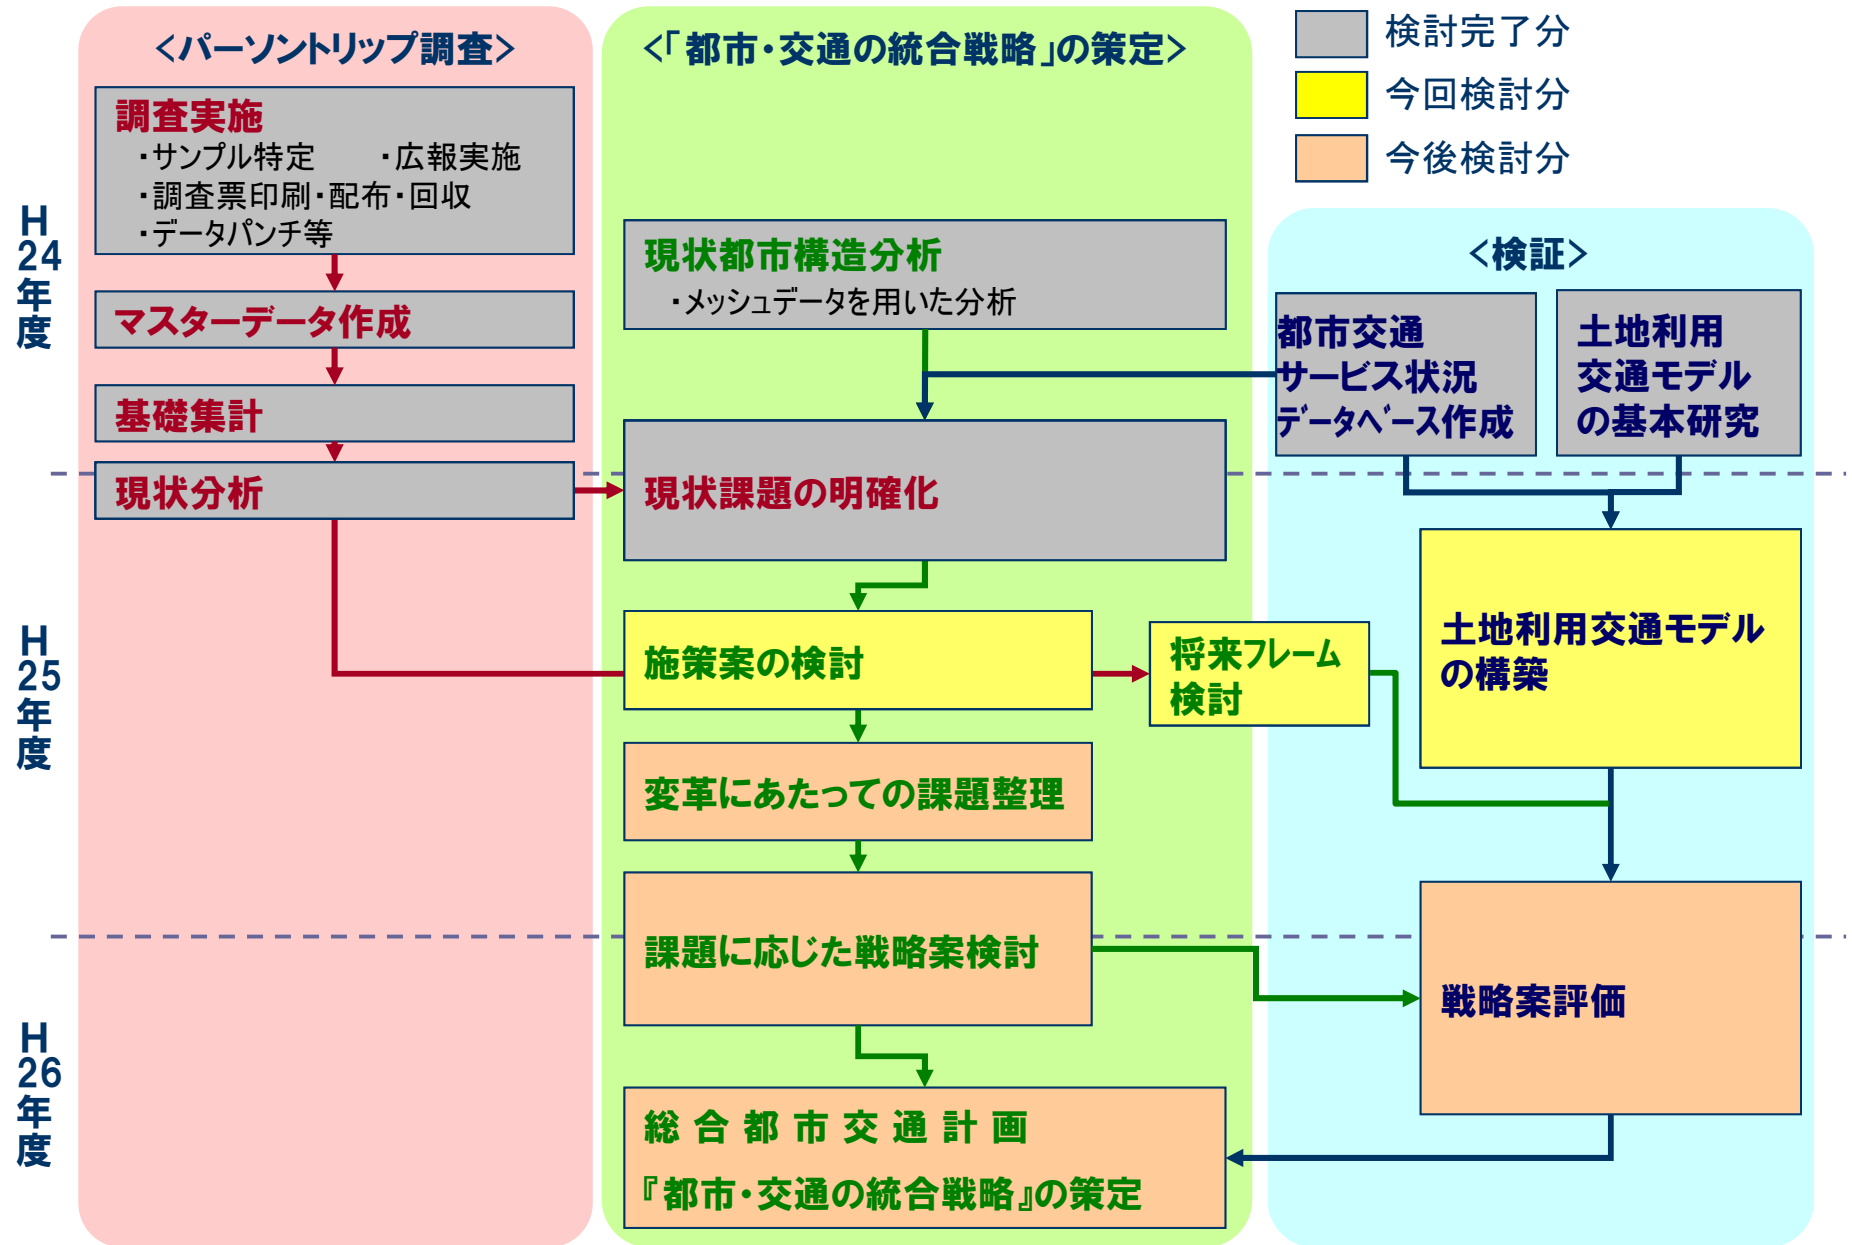 ＜パーソントリップ調査＞
調査実施
・サンプル特定　　・広報実施
・調査票印刷・配布・回収
・データパンチ等
マスターデータ作成
基礎集計
現状分析
＜「都市・交通の統合戦略」の策定＞
現状都市構造分析
・メッシュデータを用いた分析
現状課題の明確化
施策案の検討
将来フレーム
検討
変革にあたっての課題整理
課題に応じた戦略案検討
総合都市交通計画
『都市・交通の統合戦略』の策定
検討完了分
今回検討分
今後検討分
＜検証＞
都市交通
サービス状況
データベース作成
土地利用
交通モデル
の基本研究
土地利用交通モデル
の構築
戦略案評価
H24年度
H25年度
H26年度